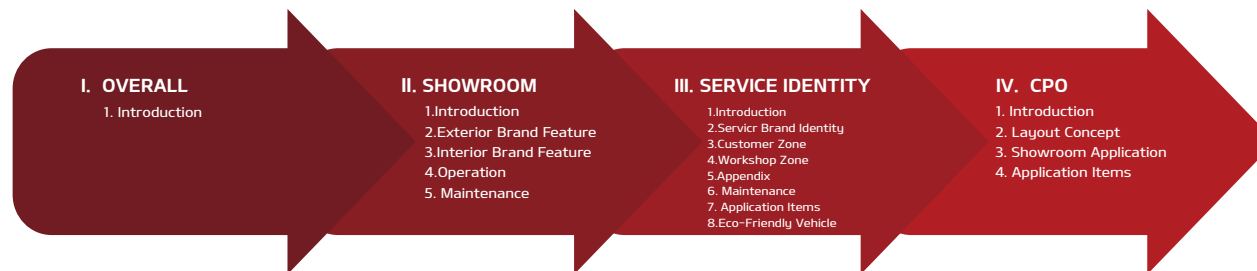 I. OVERALL
1. Introduction
II. SHOWROOM
1.Introduction
2.Exterior Brand Feature
3.Interior Brand Feature
4.Operation
5. Maintenance
III. SERVICE IDENTITY
1.Introduction
2.Servicr Brand Identity
3.Customer Zone
4.Workshop Zone
5.Appendix
6. Maintenance
7. Application Items
8.Eco-Friendly Vehicle
IV. CPO
1. Introduction
2. Layout Concept
3. Showroom Application
4. Application Items